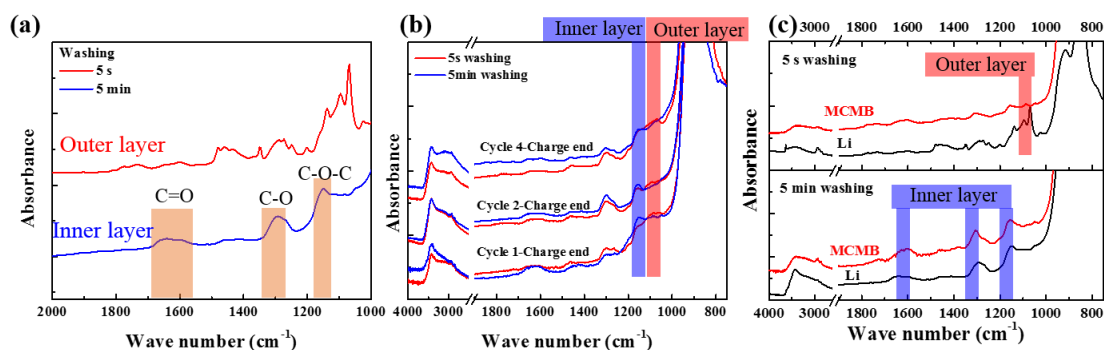 (a)
Washing
5 s
5 min
Outer layer
C=O
C-O
C-O-C
Inner layer
Absorbance
2000 1800 1600 1400 1200 1000
Wave number (cm-1)
(b)
Inner layer Outer layer
5s washing
5min washing
Cycle 4-Charge end
Cycle 2-Charge end
Cycle 1-Charge end
Absorbance
4000 3000 1800 1600 1400 1200 1000 800
Wave number (cm-1)
(c)
3000 1600 1400 1200 1000
5 s washing
Outer layer
MCMB
Li
5 min washing
Inner layer
MCMB
Li
Absorbance
4000 3000 1600 1400 1200 1000 800
Wave number (cm-1)